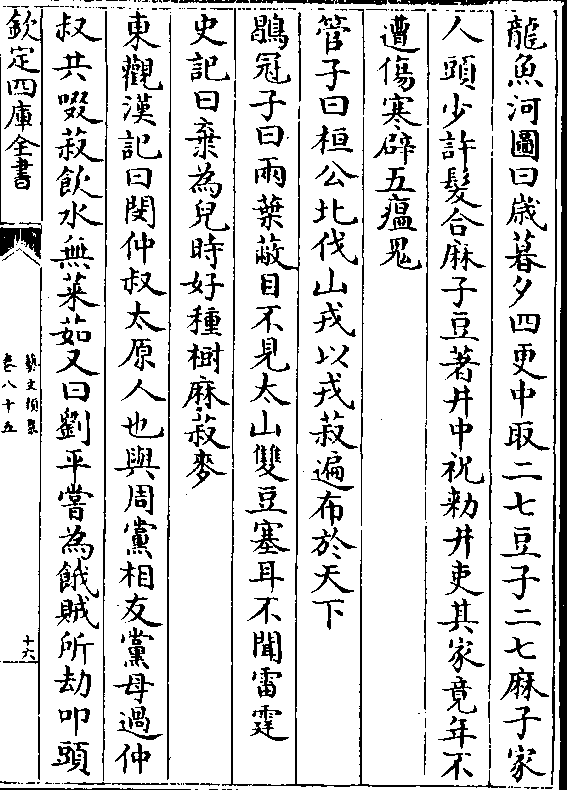 龍魚河圖曰歲暮夕四更中取二七豆子二七麻子家
人頭少許髮合麻子豆著井中祝勑井吏其家竟年不
遭傷寒辟五瘟鬼
管子曰桓公北伐山戎以戎菽遍布於天下
鶡冠子曰兩葉蔽目不見太山雙豆塞耳不聞雷霆
史記曰棄為兒時好種樹麻菽麥
東觀漢記曰閔仲叔太原人也與周黨相友黨母過仲
叔共啜菽飲水無菜茹又曰劉平嘗為餓賊所劫叩頭
欽定四庫全書
藝文類聚
卷八十五
十六